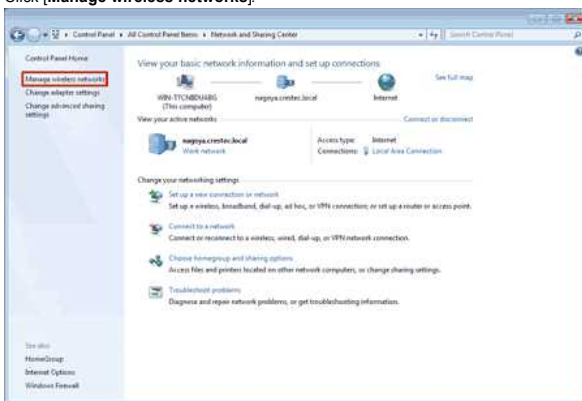 Click [Manage wireless networks].
Control Panel
All Control Panel Items
Network and Sharing Center
Search Control Panel
Control Panel Home
Manage wireless networks
Change adapter settings
Change advanced sharing
settings
View your basic network information and set up connections
See full map
(This computer)
nagoya.crestec.local
Internet
View your active networks
Connect or disconnect
nagoya.crestec.local
Work network
Access type: Internet
Connections: Local Area Connection
Change your networking settings
Set up a new connection or network
Set up a wireless, broadband, dial-up, ad hoc, or VPN connection; or set up a router or access point.
Connect to a network
Connect or reconnect to a wireless, wired, dial-up, or VPN network connection.
Choose homegroup and sharing options
Access files and printers located on other network computers, or change sharing settings.
Troubleshoot problems
Diagnose and repair network problems, or get troubleshooting information.
See also
HomeGroup
Internet Options
Windows Firewall